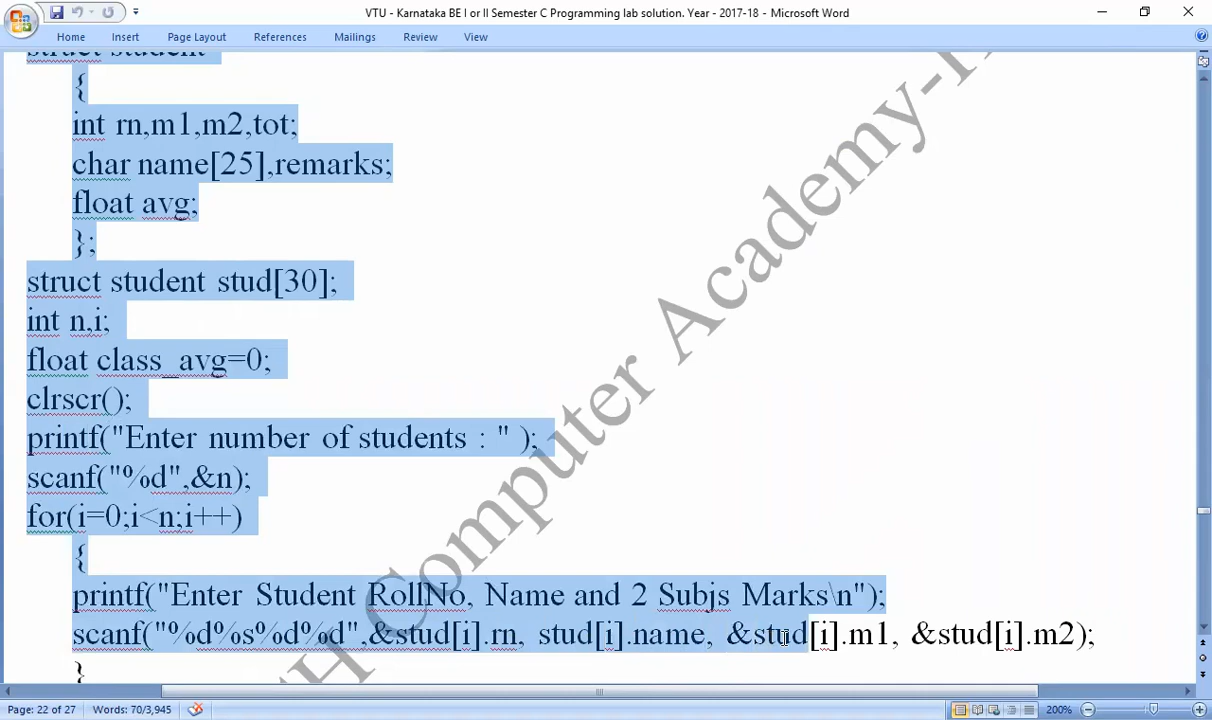 VTU - Karnataka BE I or II Semester C Programming lab solution. Year - 2017-18 - Microsoft Word
Home Insert Page Layout References Mailings Review View
struct student
{
int rn,m1,m2,tot;
char name[25],remarks;
float avg;
};
struct student stud[30];
int n,i;
float class_avg=0;
clrscr();
printf("Enter number of students : " );
scanf("%d",&n);
for(i=0;i<n;i++)
{
printf("Enter Student RollNo, Name and 2 Subjs Marks\n");
scanf("%d%s%d%d",&stud[i].rn, stud[i].name, &stud[i].m1, &stud[i].m2);
}
Computer Academy-
Page: 22 of 27 Words: 70/3,945 200%